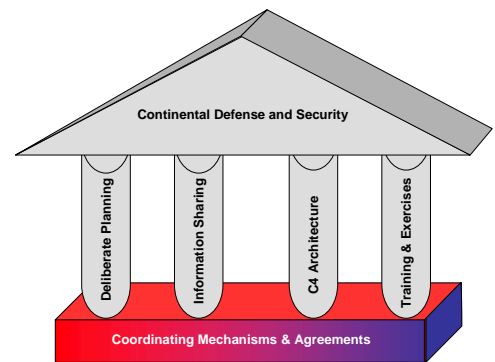 Continental Defense and Security
Deliberate Planning
Information Sharing
C4 Architecture
Training & Exercises
Coordinating Mechanisms & Agreements